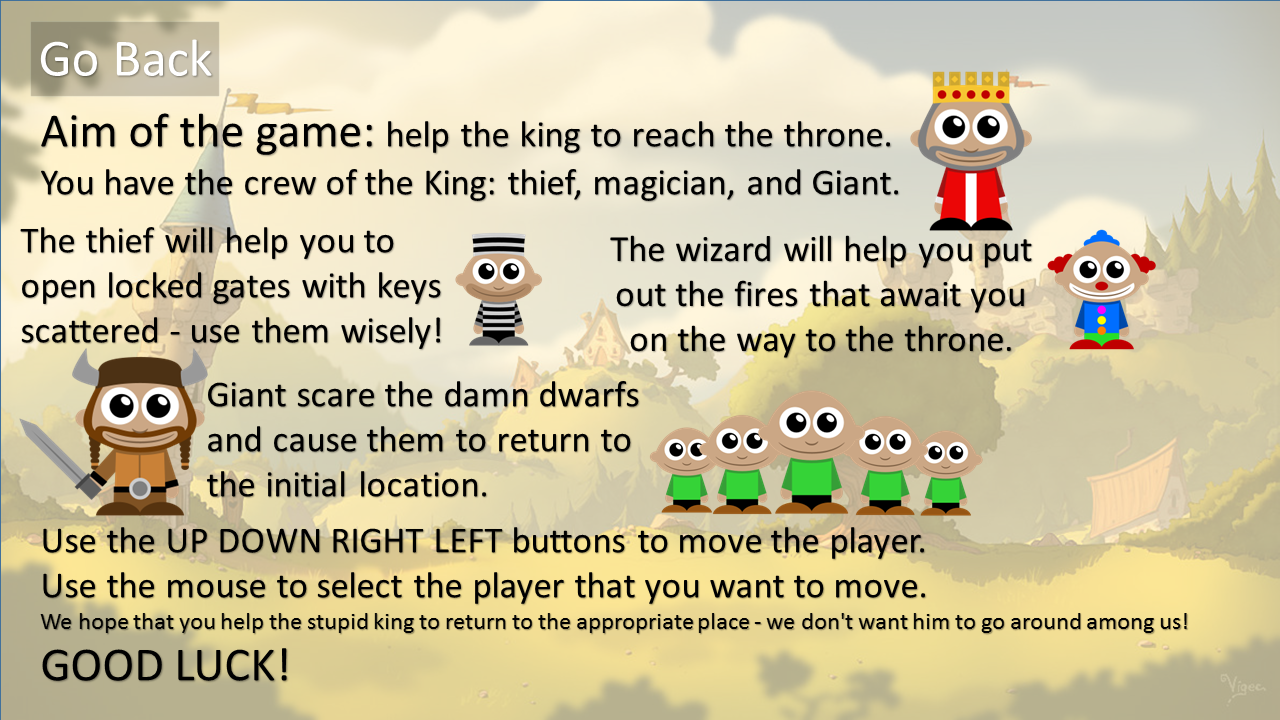 Go Back
Aim of the game: help the king to reach the throne.
You have the crew of the King: thief, magician, and Giant.
The thief will help you to
open locked gates with keys
scattered - use them wisely!
The wizard will help you put
out the fires that await you
on the way to the throne.
Giant scare the damn dwarfs
and cause them to return to
the initial location.
Use the UP DOWN RIGHT LEFT buttons to move the player.
Use the mouse to select the player that you want to move.
We hope that you help the stupid king to return to the appropriate place - we don't want him to go around among us!
GOOD LUCK!